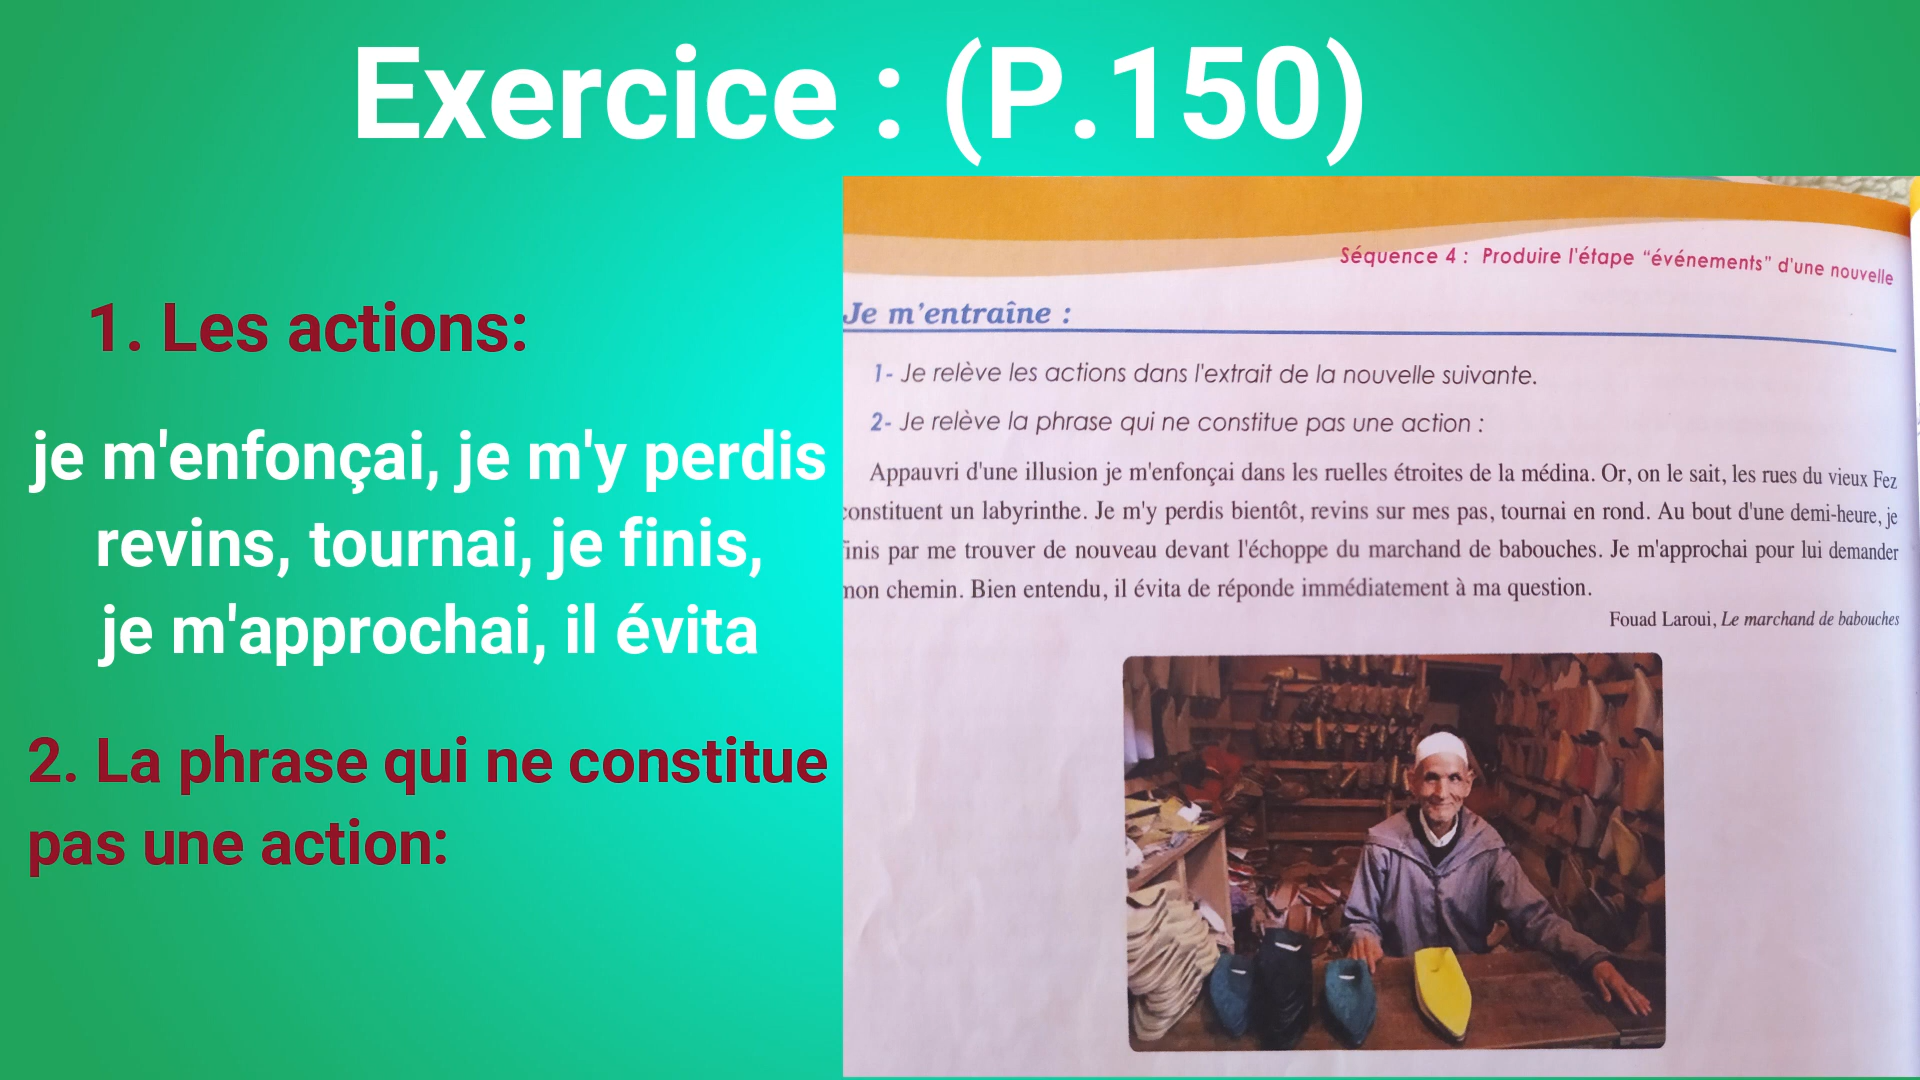 Exercice : (P.150)
1. Les actions:
je m'enfonçai, je m'y perdis
revins, tournai, je finis,
je m'approchai, il évita
2. La phrase qui ne constitue
pas une action:
Séquence 4 : Produire l'étape “événements” d'une nouvelle
Je m'entraîne :
1- Je relève les actions dans l'extrait de la nouvelle suivante.
2- Je relève la phrase qui ne constitue pas une action :
Appauvri d'une illusion je m'enfonçai dans les ruelles étroites de la médina. Or, on le sait, les rues du vieux Fez
constituent un labyrinthe. Je m'y perdis bientôt, revins sur mes pas, tournai en rond. Au bout d'une demi-heure, je
finis par me trouver de nouveau devant l'échoppe du marchand de babouches. Je m'approchai pour lui demander
mon chemin. Bien entendu, il évita de réponde immédiatement à ma question.
Fouad Laroui, Le marchand de babouches